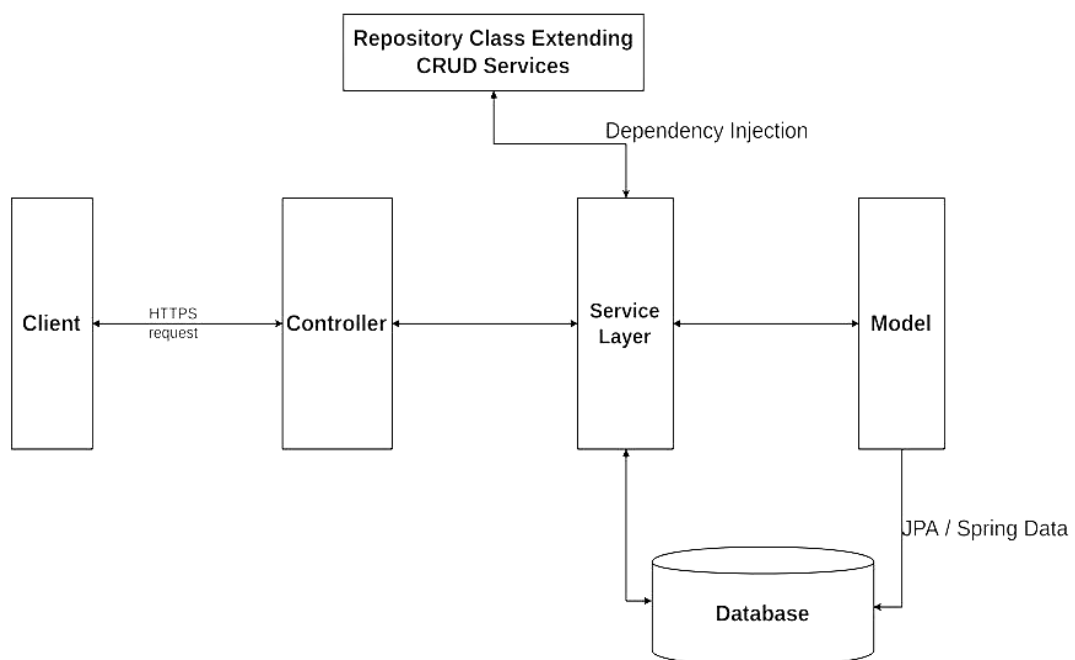 Repository Class Extending
CRUD Services
Dependency Injection
Client
HTTPS
request
Controller
Service
Layer
Model
JPA / Spring Data
Database